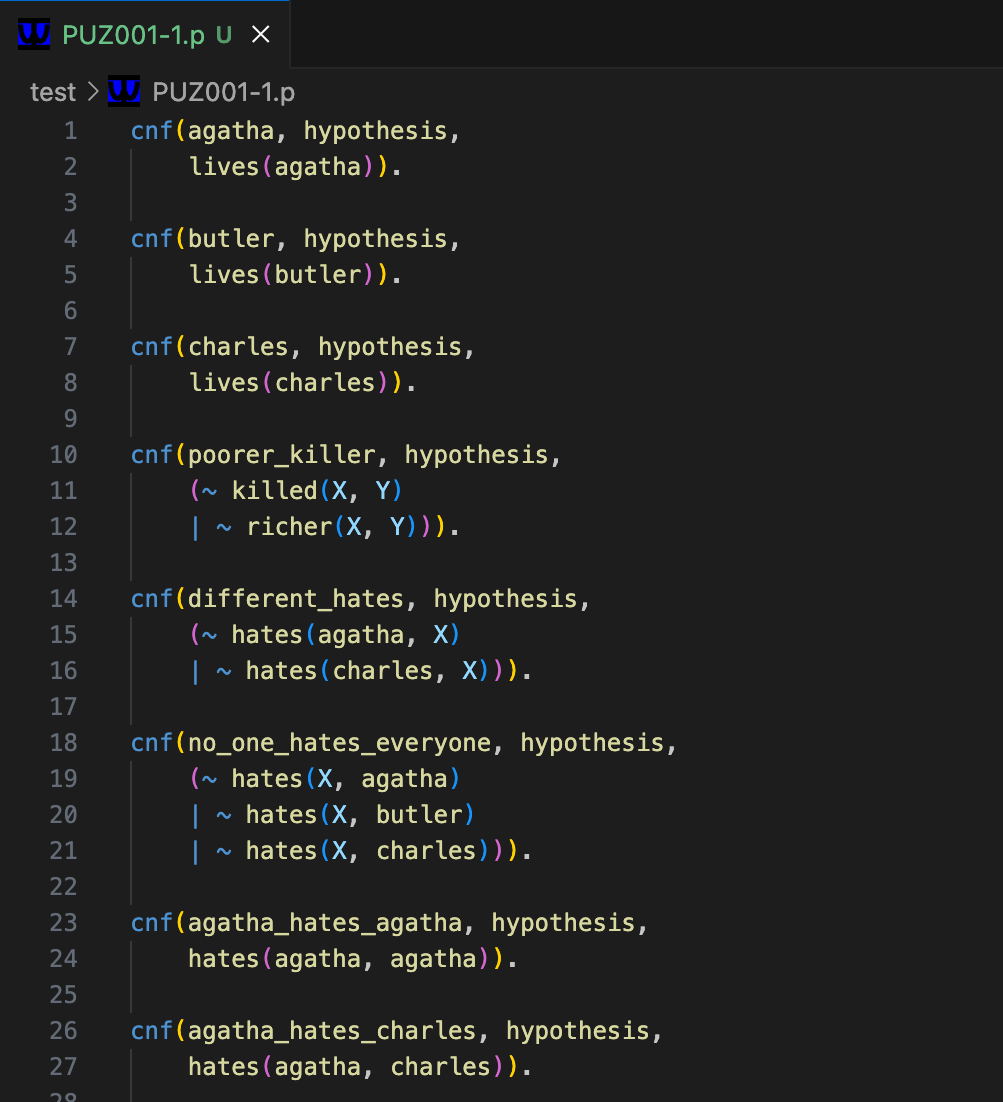 PUZ001-1.p U ×
test > PUZ001-1.p
1 cnf(agatha, hypothesis,
2     lives(agatha)).
3
4 cnf(butler, hypothesis,
5     lives(butler)).
6
7 cnf(charles, hypothesis,
8     lives(charles)).
9
10 cnf(poorer_killer, hypothesis,
11     (~ killed(X, Y)
12     | ~ richer(X, Y))).
13
14 cnf(different_hates, hypothesis,
15     (~ hates(agatha, X)
16     | ~ hates(charles, X))).
17
18 cnf(no_one_hates_everyone, hypothesis,
19     (~ hates(X, agatha)
20     | ~ hates(X, butler)
21     | ~ hates(X, charles))).
22
23 cnf(agatha_hates_agatha, hypothesis,
24     hates(agatha, agatha)).
25
26 cnf(agatha_hates_charles, hypothesis,
27     hates(agatha, charles)).
28